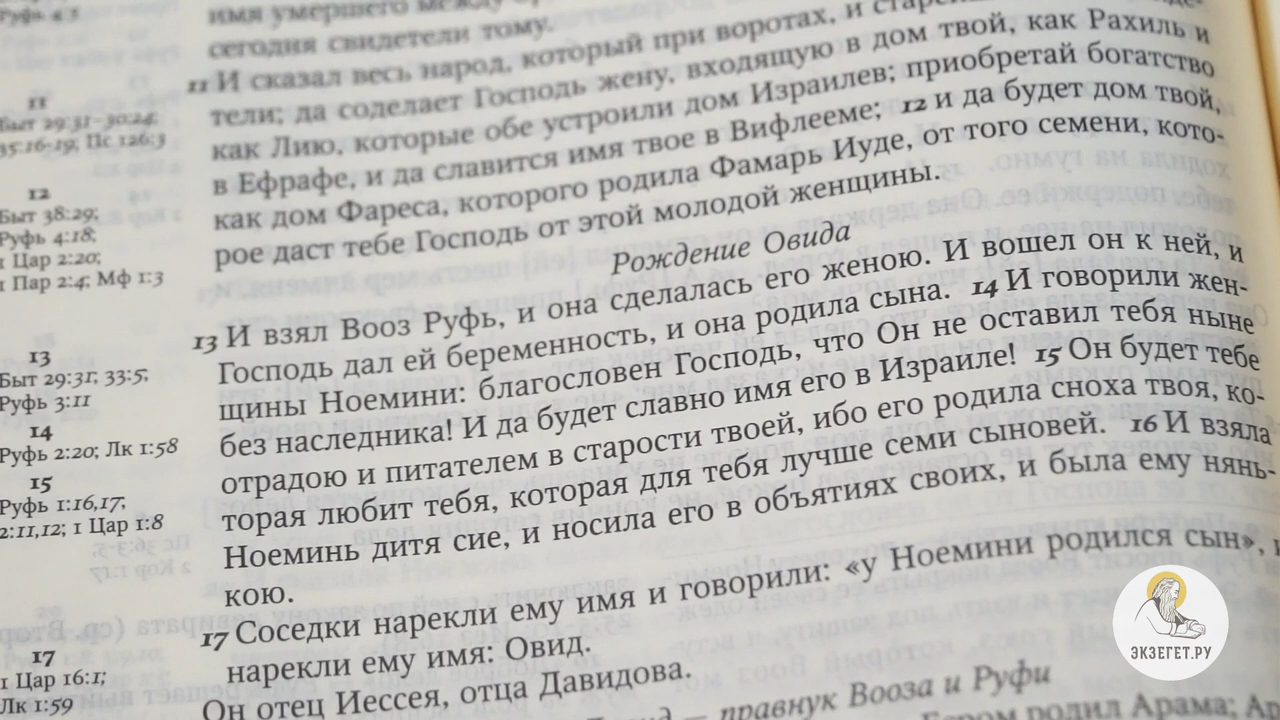 Руфь 4:5
имя умершего между
сегодня свидетели тому.
11 И сказал весь народ, который при воротах, и старей
тели; да соделает Господь жену, входящую в дом твой, как Рахиль и
как Лию, которые обе устроили дом Израилев; приобретай богатство
в Ефрафе, и да славится имя твое в Вифлееме; 12 и да будет дом твой,
как дом Фареса, которого родила Фамарь Иуде, от того семени, кото-
рое даст тебе Господь от этой молодой женщины.
11
Быт 29:31–30:24;
35:16-19; Пс 126:3
12
Быт 38:29;
Руфь 4:18;
1 Цар 2:20;
1 Пар 2:4; Мф 1:3
Рождение Овида
13 И взял Вооз Руфь, и она сделалась его женою. И вошел он к ней, и
Господь дал ей беременность, и она родила сына. 14 И говорили жен-
щины Ноемини: благословен Господь, что Он не оставил тебя ныне
без наследника! И да будет славно имя его в Израиле! 15 Он будет тебе
отрадою и питателем в старости твоей, ибо его родила сноха твоя, ко-
торая любит тебя, которая для тебя лучше семи сыновей. 16 И взяла
Ноеминь дитя сие, и носила его в объятиях своих, и была ему нянь-
кою.
13
Быт 29:31; 33:5;
Руфь 3:11
14
Руфь 2:20; Лк 1:58
15
Руфь 1:16,17;
2:11,12; 1 Цар 1:8
17 Соседки нарекли ему имя и говорили: «у Ноемини родился сын», и
нарекли ему имя: Овид.
Он отец Иессея, отца Давидова.
17
1 Цар 16:1;
Лк 1:59
— правнук Вооза и Руфи
родил Арама; Ар
ЭКЗЕГЕТ.РУ